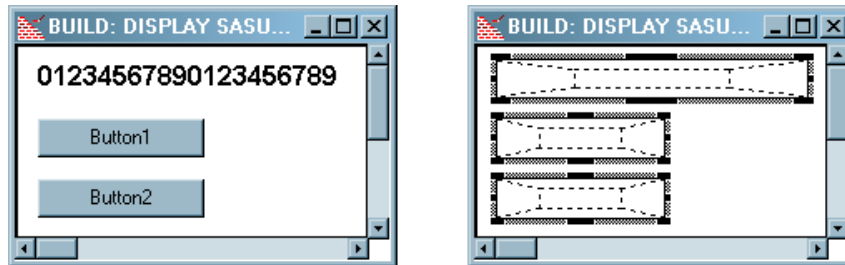 BUILD: DISPLAY SASU...
01234567890123456789
Button1
Button2
BUILD: DISPLAY SASU...